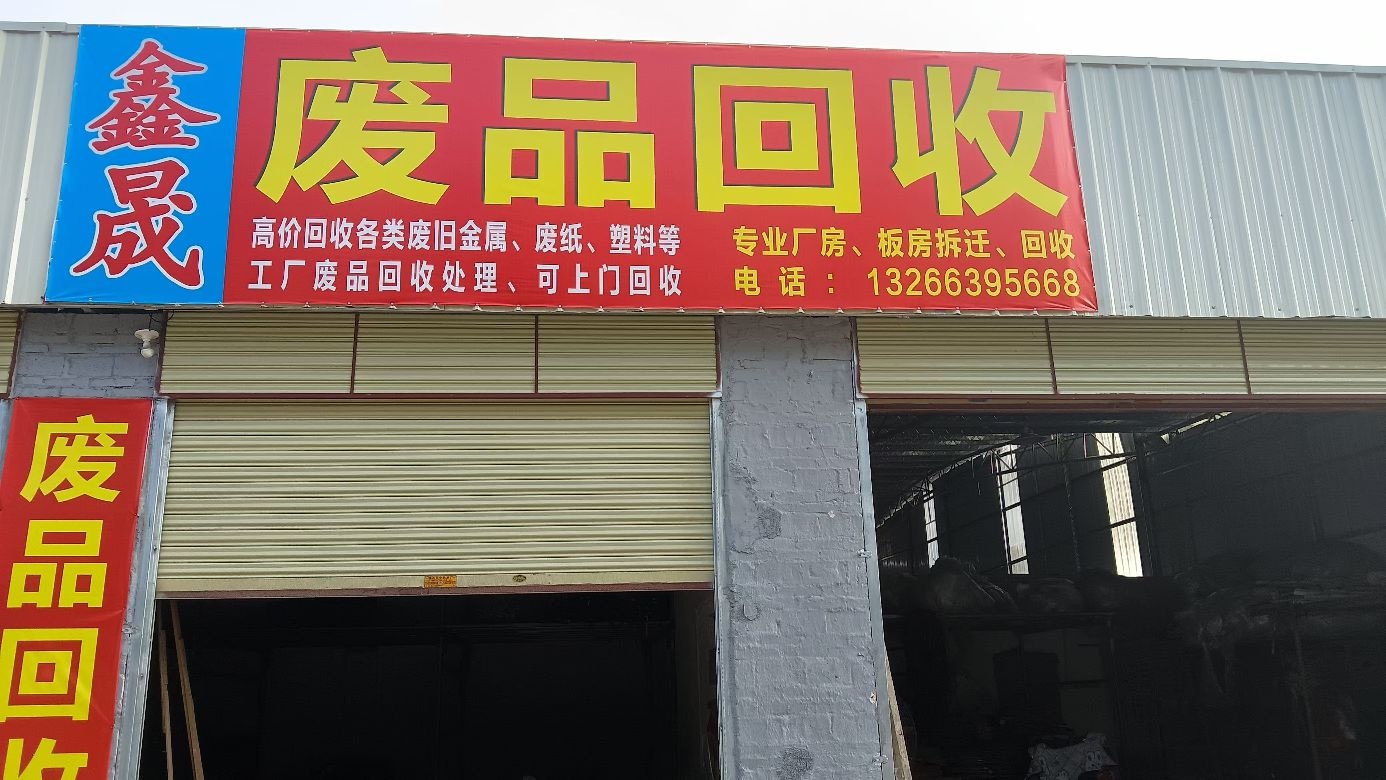 鑫晟
废品回收
高价回收各类废旧金属、废纸、塑料等
工厂废品回收处理、可上门回收
专业厂房、板房拆迁、回收
电话：13266395668
废品回收